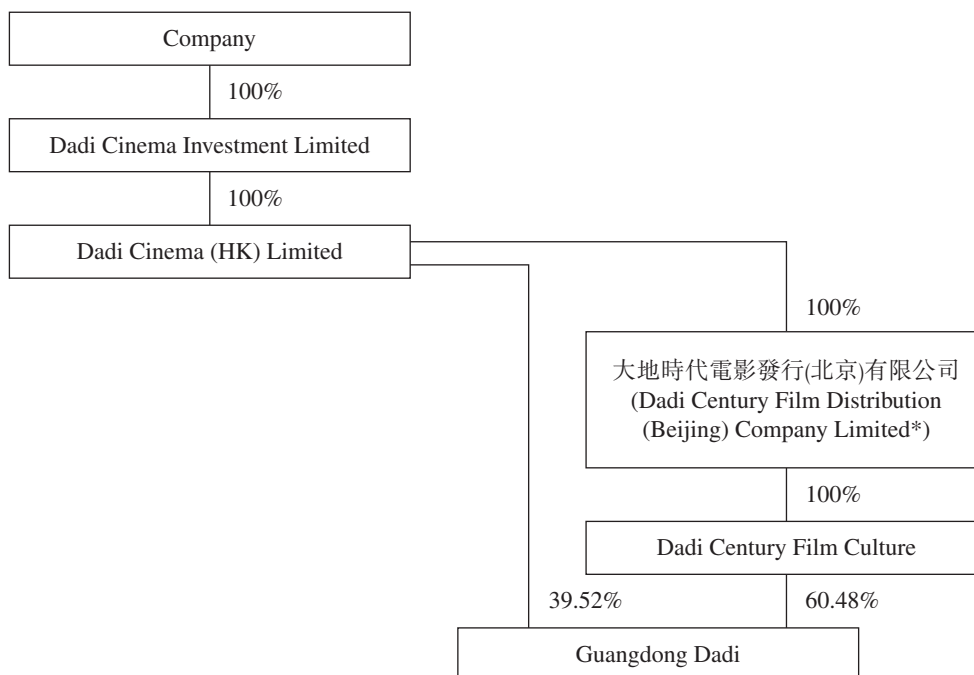 Company
100%
Dadi Cinema Investment Limited
100%
Dadi Cinema (HK) Limited
100%
大地時代電影發行(北京)有限公司
(Dadi Century Film Distribution
(Beijing) Company Limited*)
100%
Dadi Century Film Culture
39.52%
60.48%
Guangdong Dadi